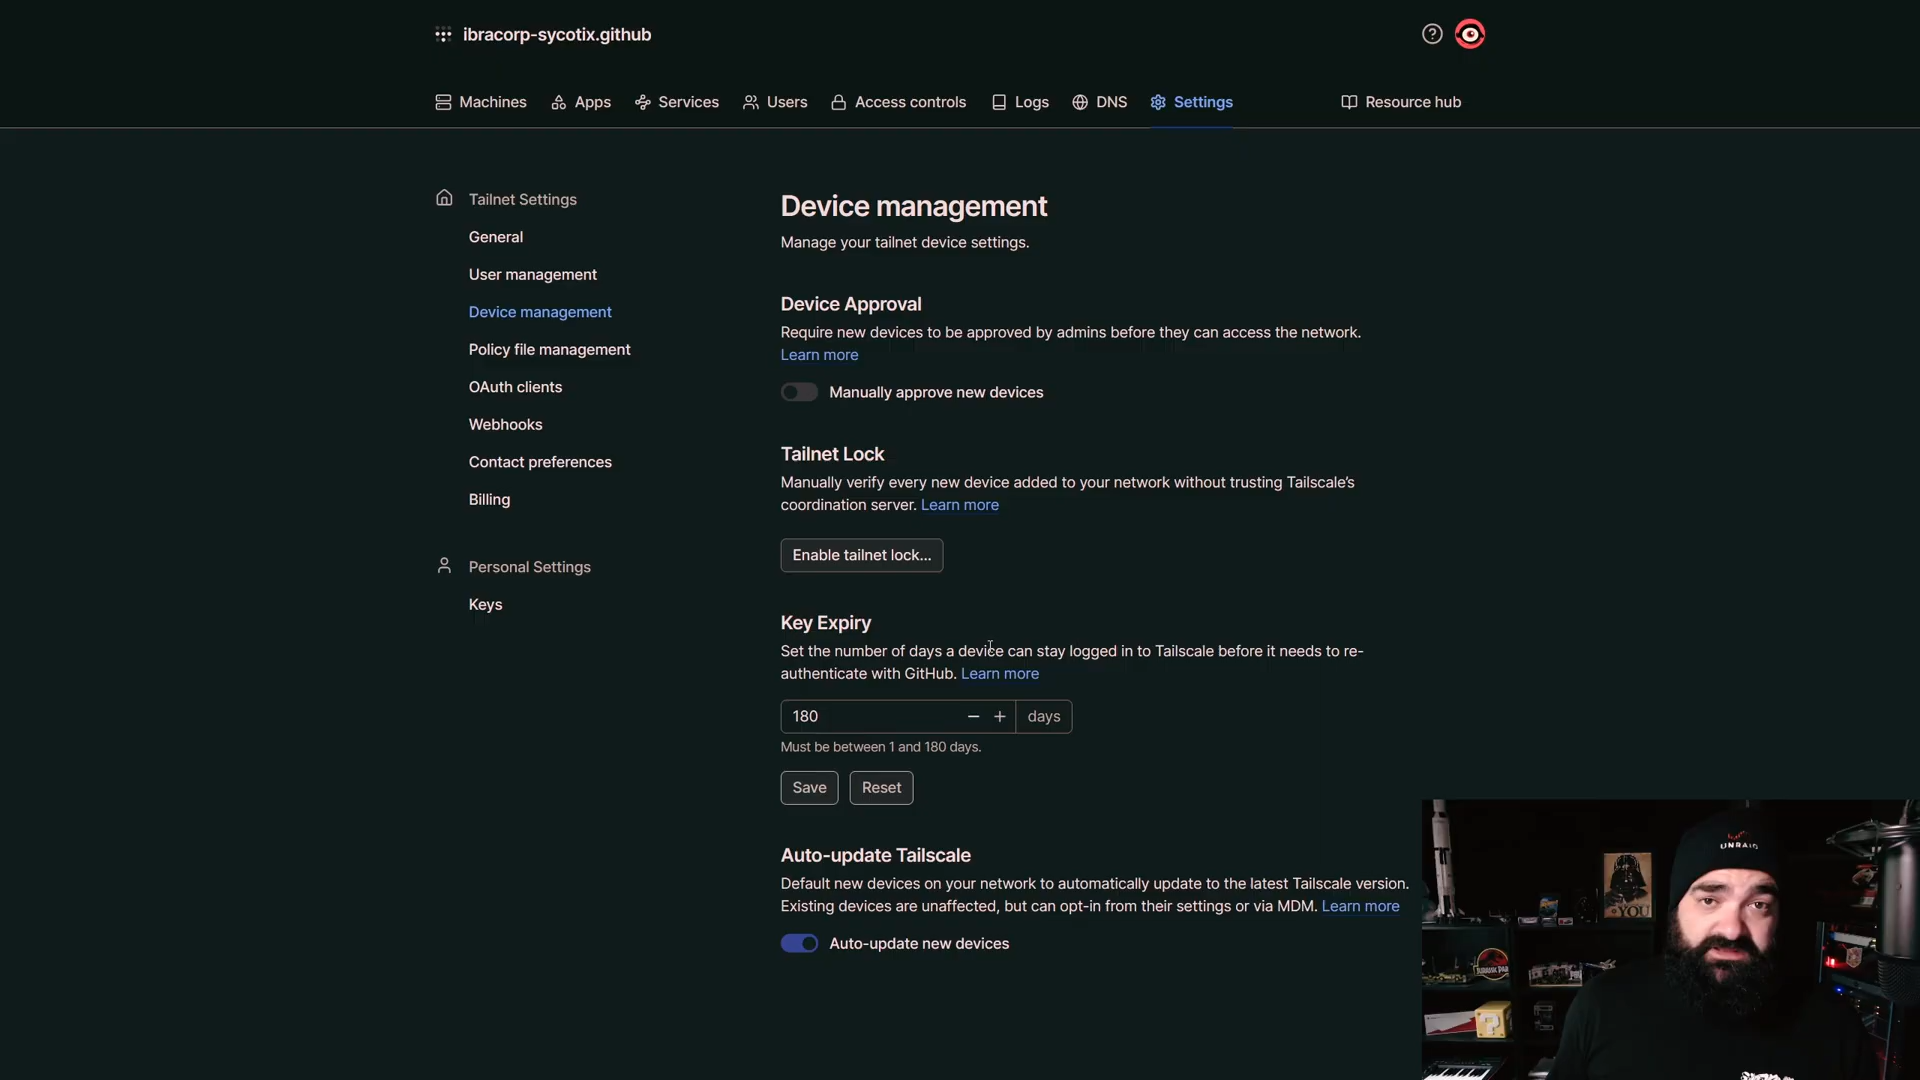 ibracorp-sycotix.github
Machines Apps Services Users Access controls Logs DNS Settings Resource hub
Tailnet Settings
General
User management
Device management
Policy file management
OAuth clients
Webhooks
Contact preferences
Billing
Personal Settings
Keys
Device management
Manage your tailnet device settings.
Device Approval
Require new devices to be approved by admins before they can access the network.
Learn more
Manually approve new devices
Tailnet Lock
Manually verify every new device added to your network without trusting Tailscale’s
coordination server. Learn more
Enable tailnet lock...
Key Expiry
Set the number of days a device can stay logged in to Tailscale before it needs to re-
authenticate with GitHub. Learn more
180 − + days
Must be between 1 and 180 days.
Save Reset
Auto-update Tailscale
Default new devices on your network to automatically update to the latest Tailscale version.
Existing devices are unaffected, but can opt-in from their settings or via MDM. Learn more
Auto-update new devices
UNRAID
YOU
JURASSIC PARK